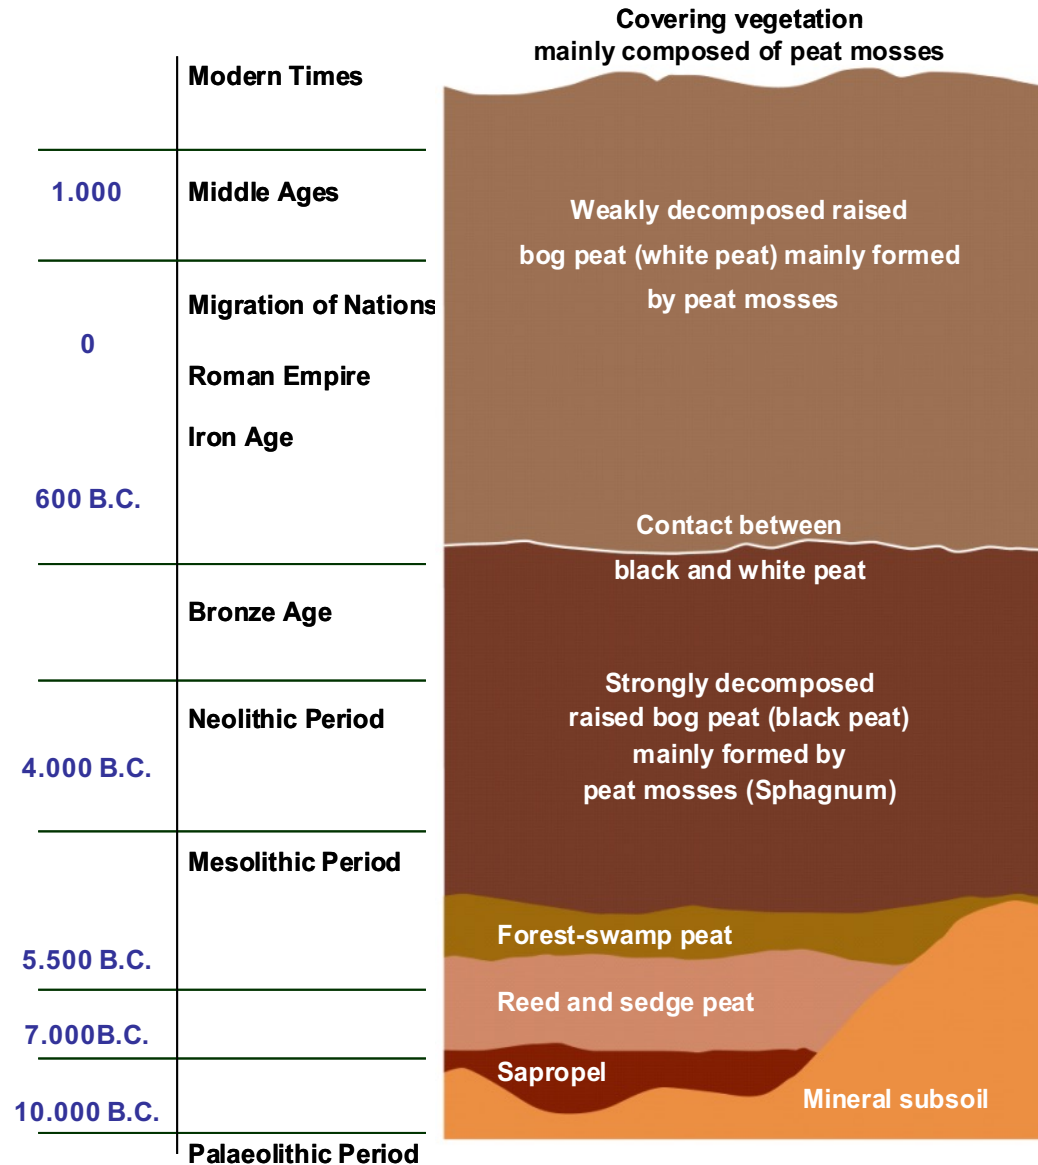 Covering vegetation
mainly composed of peat mosses
Modern Times
1.000
Middle Ages
Migration of Nations
0
Roman Empire
Iron Age
600 B.C.
Bronze Age
Neolithic Period
4.000 B.C.
Mesolithic Period
5.500 B.C.
7.000B.C.
10.000 B.C.
Palaeolithic Period
Weakly decomposed raised
bog peat (white peat) mainly formed
by peat mosses
Contact between
black and white peat
Strongly decomposed
raised bog peat (black peat)
mainly formed by
peat mosses (Sphagnum)
Forest-swamp peat
Reed and sedge peat
Sapropel
Mineral subsoil